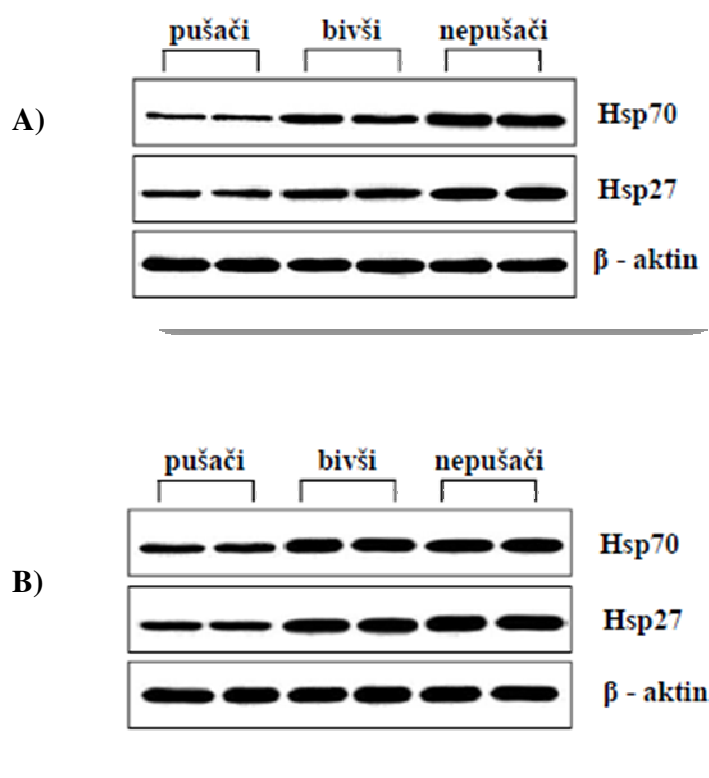 pušači bivši nepušači
A)
Hsp70
Hsp27
β - aktin
pušači bivši nepušači
B)
Hsp70
Hsp27
β - aktin